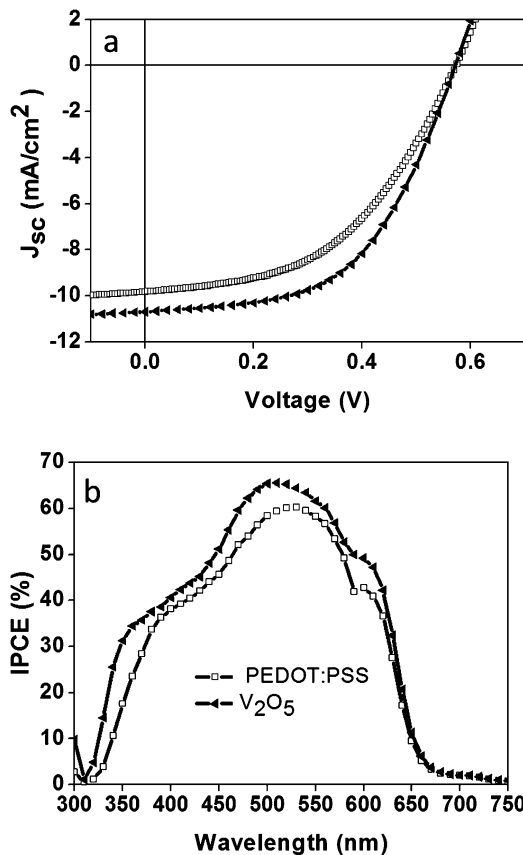 a
2
0
-2
-4
-6
-8
-10
-12
J_SC (mA/cm²)
0.0 0.2 0.4 0.6
Voltage (V)
b
70
60
50
40
30
20
10
0
IPCE (%)
PEDOT:PSS
V₂O₅
300 350 400 450 500 550 600 650 700 750
Wavelength (nm)